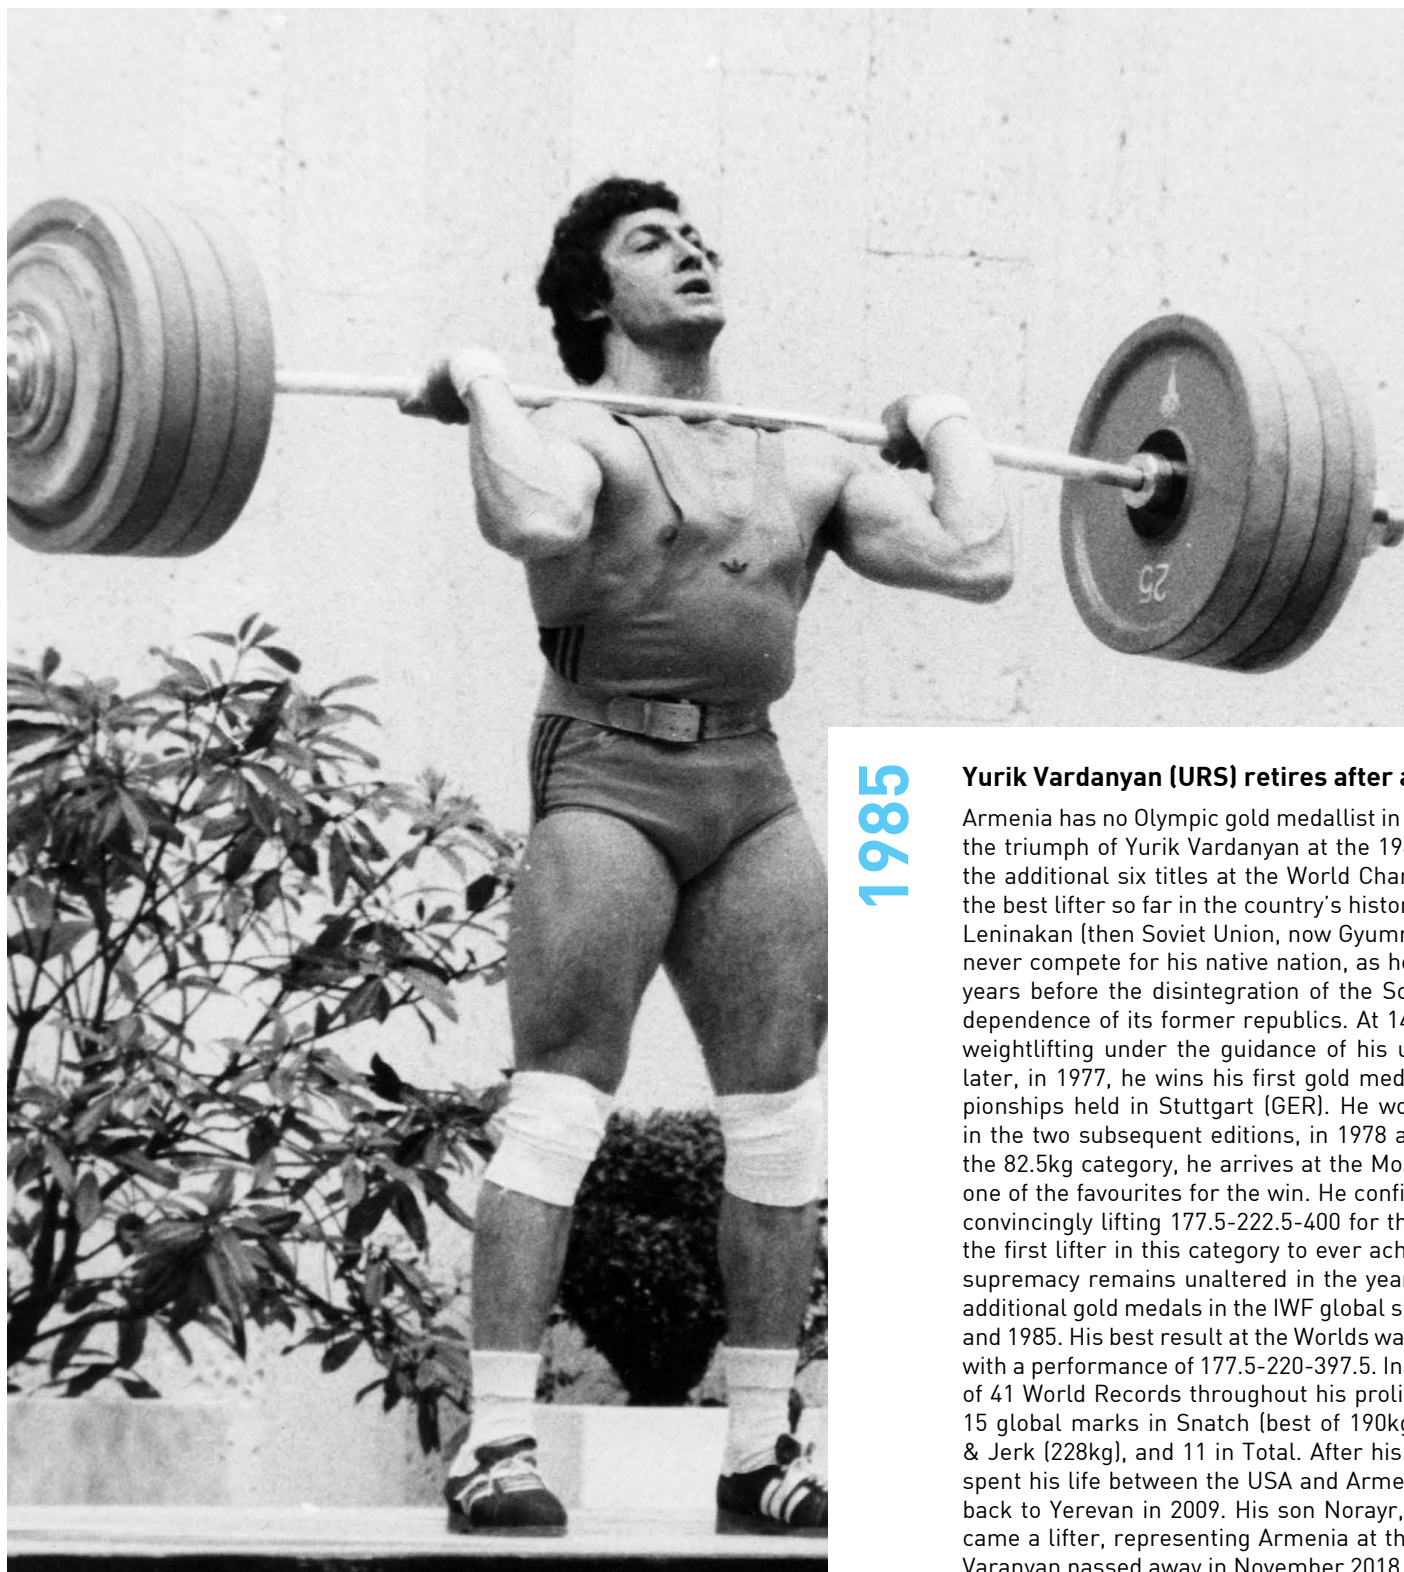 25
1985
Yurik Vardanyan (URS) retires after
Armenia has no Olympic gold medallist in
the triumph of Yurik Vardanyan at the
the additional six titles at the World
the best lifter so far in the country’s
Leninakan (then Soviet Union, now
never compete for his native nation, as
years before the disintegration of the
dependence of its former republics. At 14
weightlifting under the guidance of his
later, in 1977, he wins his first gold
pionships held in Stuttgart (GER). He
in the two subsequent editions, in 1978
the 82.5kg category, he arrives at the
one of the favourites for the win. He
convincingly lifting 177.5-222.5-400 for
the first lifter in this category to ever
supremacy remains unaltered in the
additional gold medals in the IWF global
and 1985. His best result at the Worlds
with a performance of 177.5-220-397.5. In
of 41 World Records throughout his
15 global marks in Snatch (best of 190kg
& Jerk (228kg), and 11 in Total. After his
spent his life between the USA and
back to Yerevan in 2009. His son Norayr,
came a lifter, representing Armenia at
Varanyan passed away in November 2018